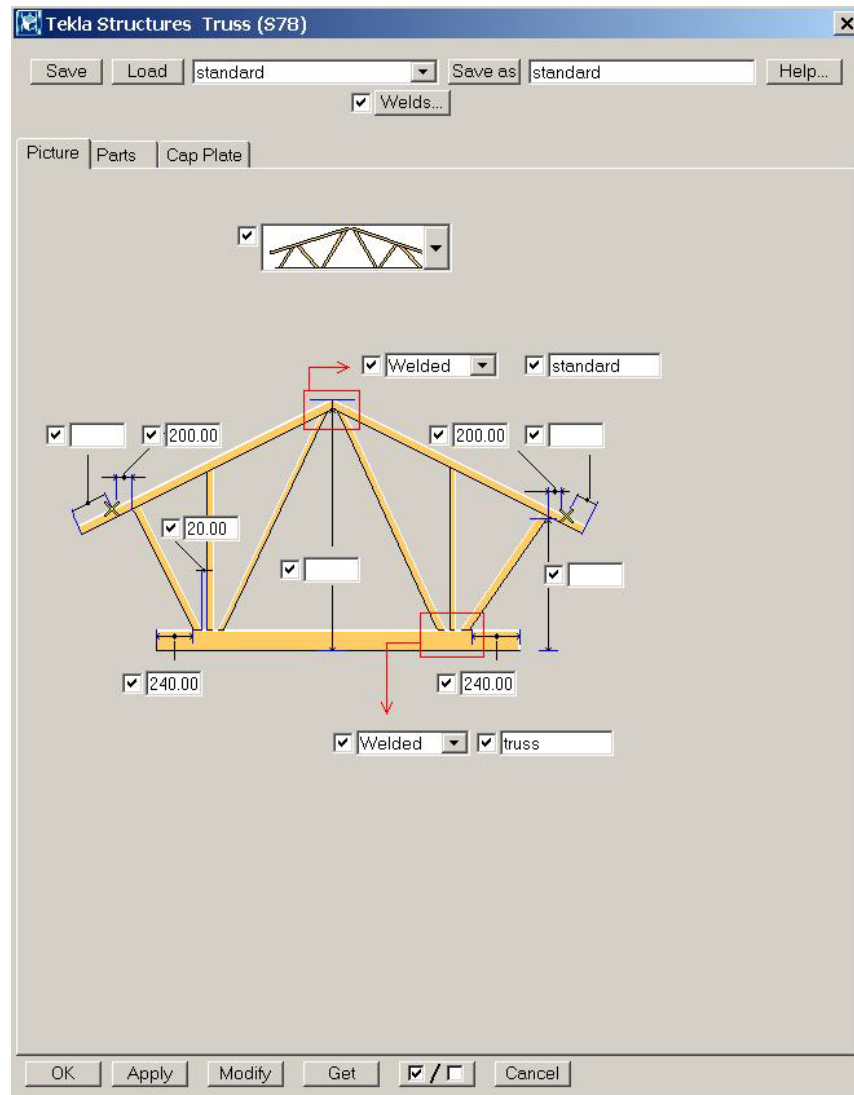 Tekla Structures Truss (S78)
Save Load standard Save as standard Help...
Welds...
Picture Parts Cap Plate
Welded standard
200.00 200.00
20.00
240.00 240.00
Welded truss
OK Apply Modify Get / Cancel